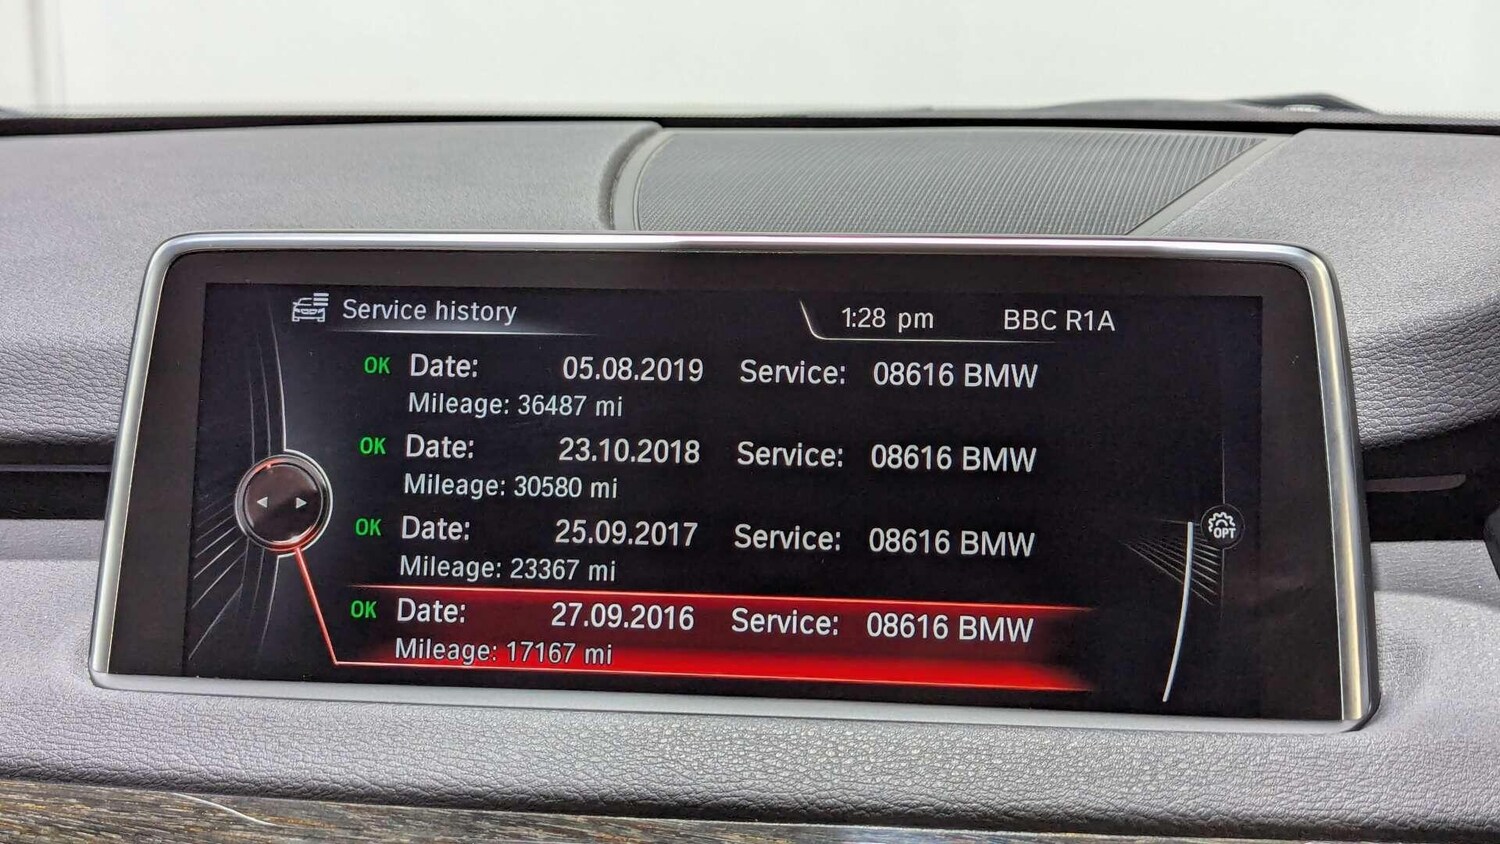 Service history
1:28 pm BBC R1A
OK Date: 05.08.2019 Service: 08616 BMW
Mileage: 36487 mi
OK Date: 23.10.2018 Service: 08616 BMW
Mileage: 30580 mi
OK Date: 25.09.2017 Service: 08616 BMW
Mileage: 23367 mi
OPT
OK Date: 27.09.2016 Service: 08616 BMW
Mileage: 17167 mi